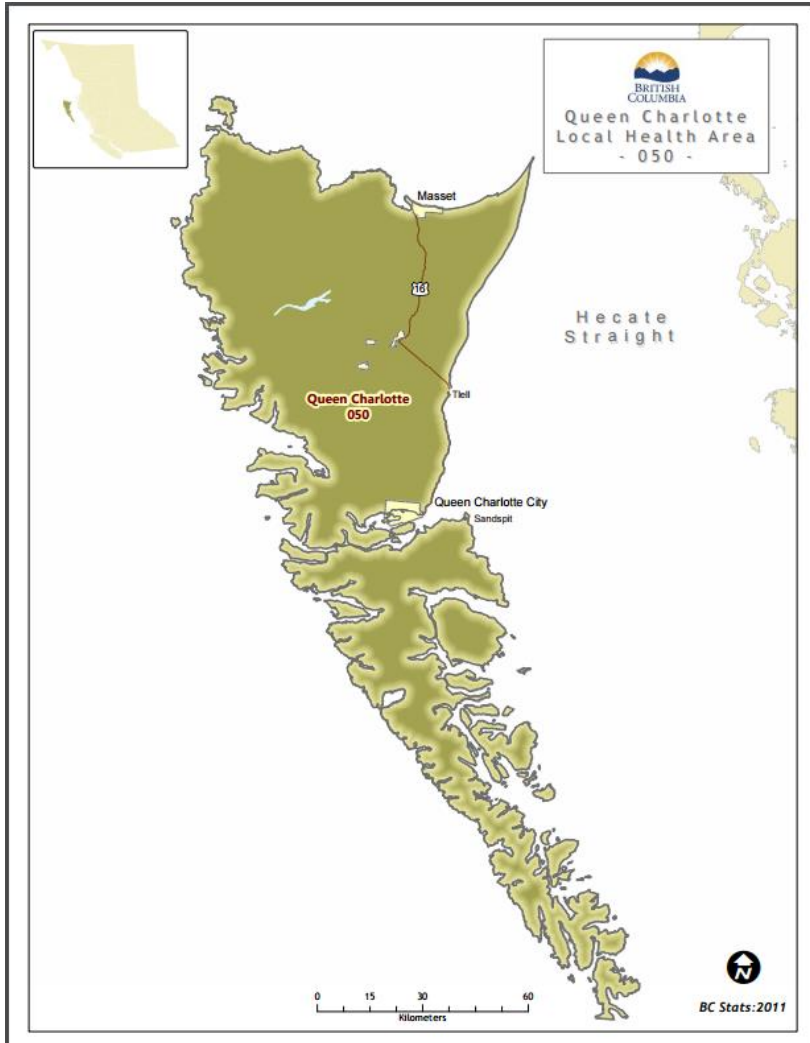 BRITISH
COLUMBIA
Queen Charlotte
Local Health Area
- 050 -
Masset
16
Hecate
Straight
Tlell
Queen Charlotte
050
Queen Charlotte City
Sandspit
N
0 15 30 60
Kilometers
BC Stats:2011